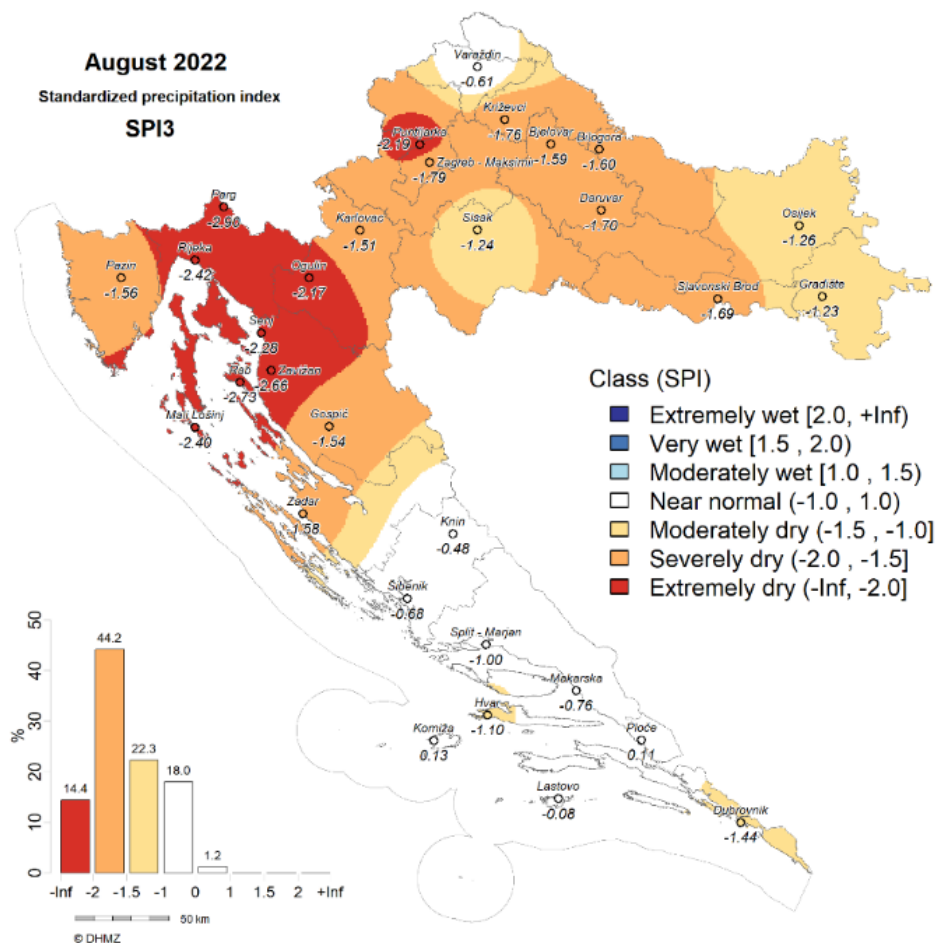 August 2022
Standardized precipitation index
SPI3
Varaždin
-0.61
Križevci
-1.76
Puntijarka
-2.19
Bjelovar
-1.59
Bilogora
-1.60
Zagreb - Maksimir
-1.79
Parg
-2.90
Karlovac
-1.51
Sisak
-1.24
Daruvar
-1.70
Osijek
-1.26
Rijeka
-2.42
Pazin
-1.56
Ogulin
-2.17
Slavonski Brod
-1.69
Gradište
-1.23
Senj
-2.28
Zavižan
-2.66
Rab
-2.73
Mali Lošinj
-2.40
Gospić
-1.54
Zadar
-1.58
Knin
-0.48
Šibenik
-0.68
Split - Marjan
-1.00
Makarska
-0.76
Hvar
-1.10
Komiža
0.13
Ploče
0.11
Lastovo
-0.08
Dubrovnik
-1.44
Class (SPI)
Extremely wet [2.0, +Inf)
Very wet [1.5 , 2.0)
Moderately wet [1.0 , 1.5)
Near normal (-1.0 , 1.0)
Moderately dry (-1.5 , -1.0]
Severely dry (-2.0 , -1.5]
Extremely dry (-Inf, -2.0]
%
50
40
30
20
10
0
14.4
44.2
22.3
18.0
1.2
-Inf -2 -1.5 -1 0 1 1.5 2 +Inf
50 km
© DHMZ